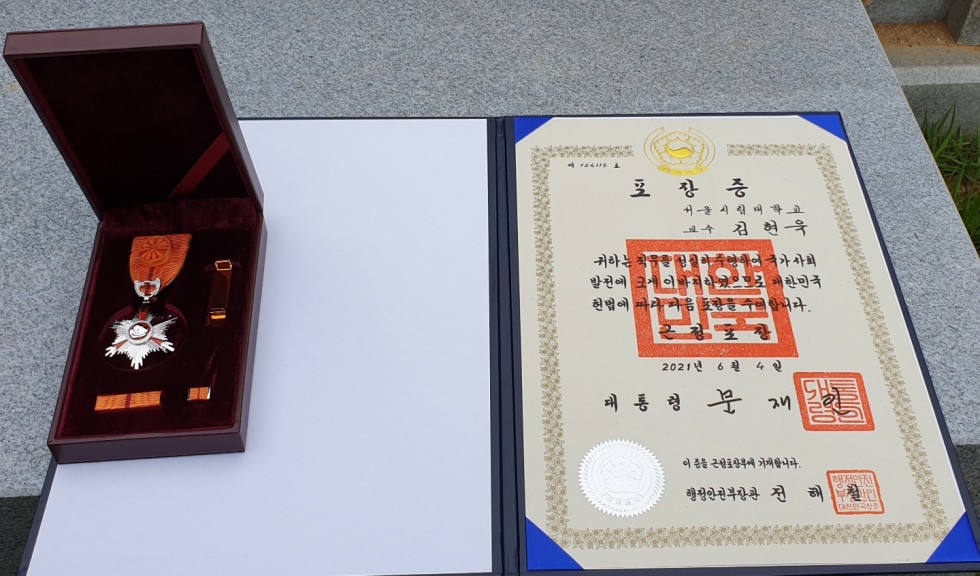 제 124116 호
포장증
서울시립대학교
교수 김현욱
귀하는 직무를 성실히 수행하여 국가 사회
발전에 크게 이바지하였으므로 대한민국
헌법에 따라 다음 포장을 수여합니다.
근정포장
2021년 6월 4일
대통령 문재인
이 증을 근정포장부에 기재합니다.
행정안전부장관 전해철